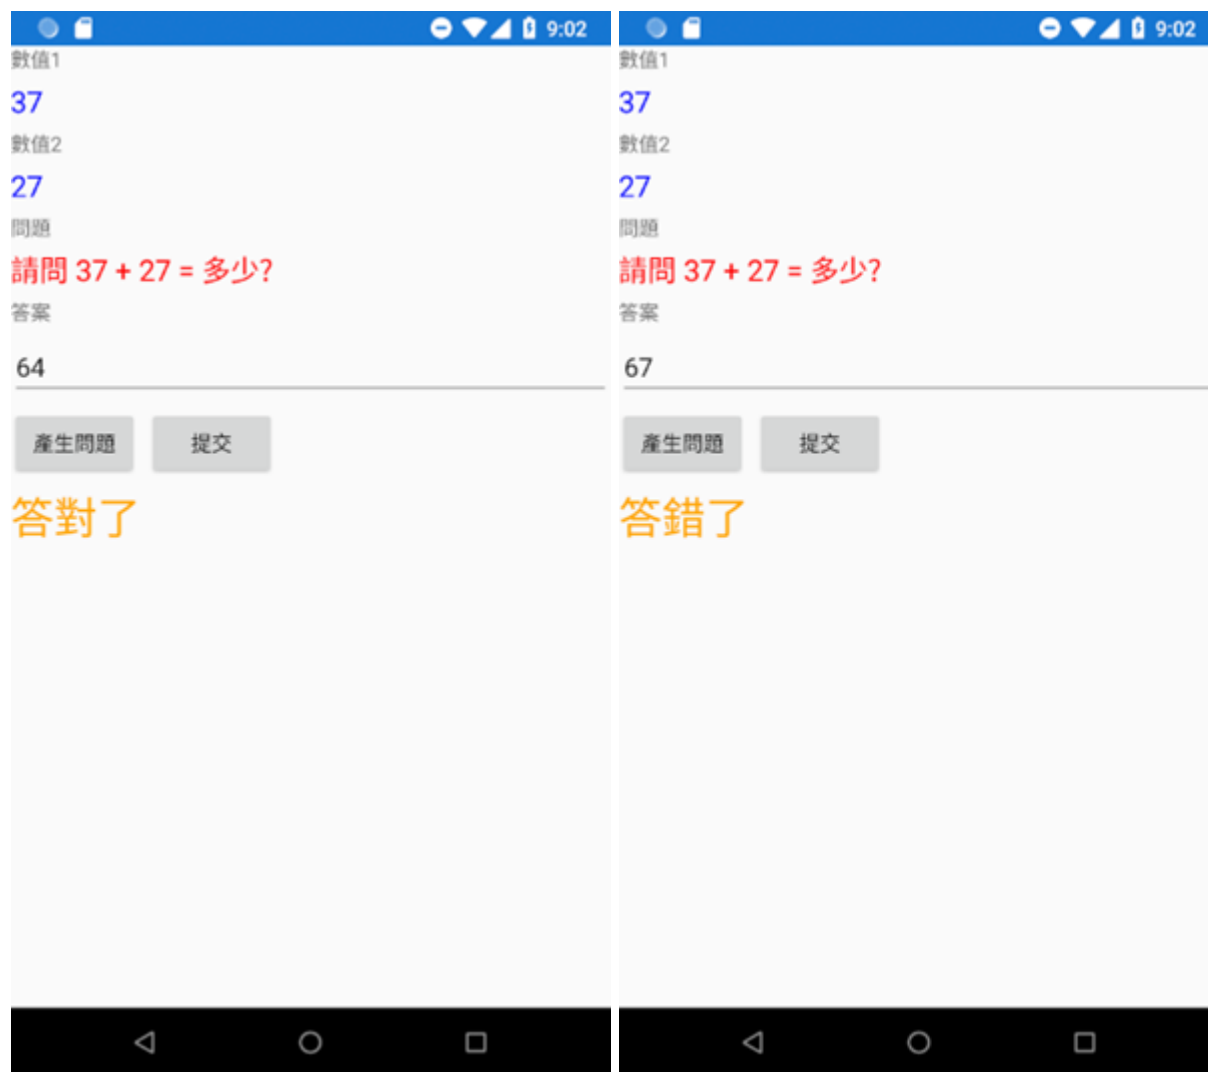 9:02
數值1
37
數值2
27
問題
請問 37 + 27 = 多少?
答案
64
產生問題 提交
答對了
9:02
數值1
37
數值2
27
問題
請問 37 + 27 = 多少?
答案
67
產生問題 提交
答錯了